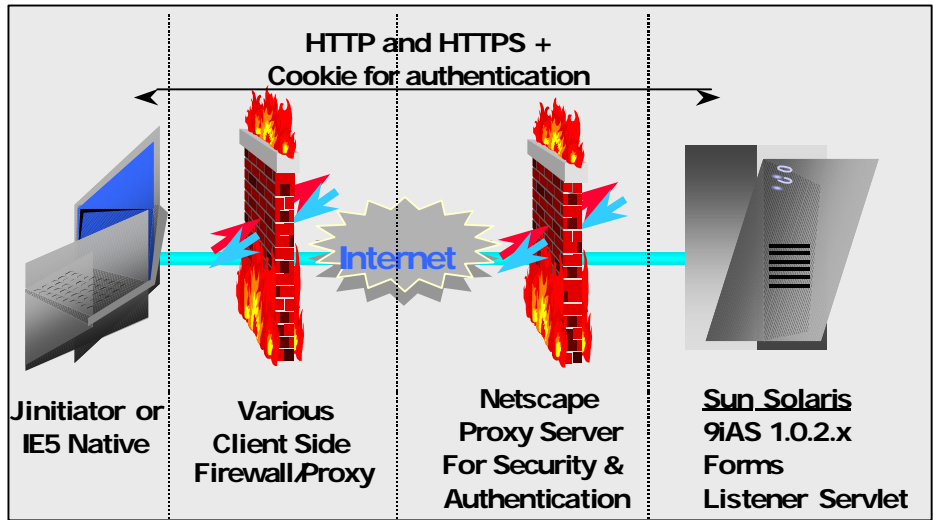 HTTP and HTTPS +
Cookie for authentication
Internet
Jinitiator or
IE5 Native
Various
Client Side
Firewall/Proxy
Netscape
Proxy Server
For Security &
Authentication
Sun Solaris
9iAS 1.0.2.x
Forms
Listener Servlet